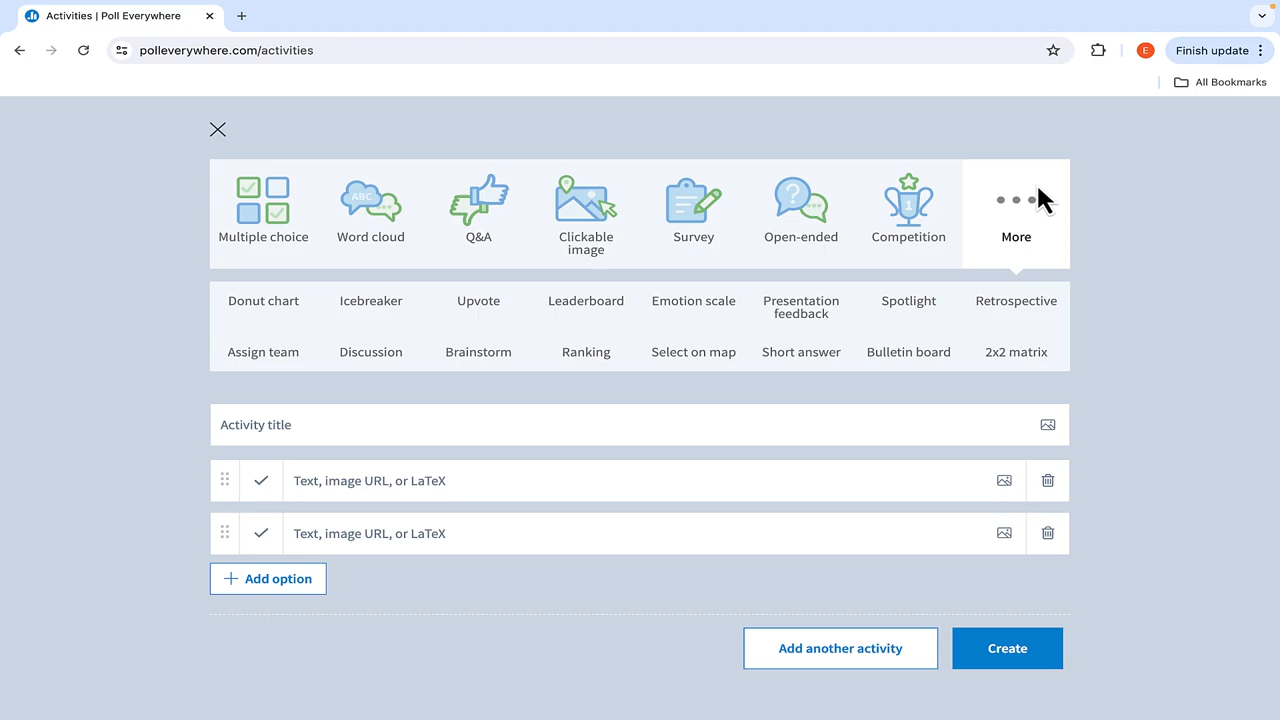 Activities | Poll Everywhere
polleverywhere.com/activities
E
Finish update
All Bookmarks
ABC
?
1
Multiple choice
Word cloud
Q&A
Clickable
image
Survey
Open-ended
Competition
More
Donut chart
Icebreaker
Upvote
Leaderboard
Emotion scale
Presentation
feedback
Spotlight
Retrospective
Assign team
Discussion
Brainstorm
Ranking
Select on map
Short answer
Bulletin board
2x2 matrix
Activity title
Text, image URL, or LaTeX
Text, image URL, or LaTeX
Add option
Add another activity
Create